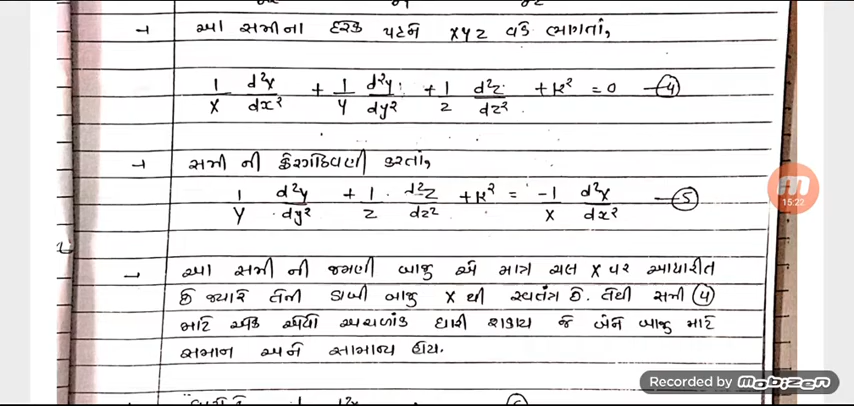 → આ સમીના દરેક પદને XYZ વડે ભાગતાં,
1/X d²X/dx² + 1/Y d²Y/dy² + 1/Z d²Z/dz² + K² = 0 —④
→ સમી ની ફેરગોઠવણી કરતાં,
1/Y d²Y/dy² + 1/Z d²Z/dz² + K² = -1/X d²X/dx² —⑤
→ આ સમી ની જમણી બાજુ એ માત્ર ચલ X પર આધારીત
છે જ્યારે તેની ડાબી બાજુ X થી સ્વતંત્ર છે. તેથી સમી (૫)
માટે એક એવો અચળાંક ધારી શકાય જે બંને બાજુ માટે
સમાન અને સામાન્ય હોય.
15:22
Recorded by mobizen